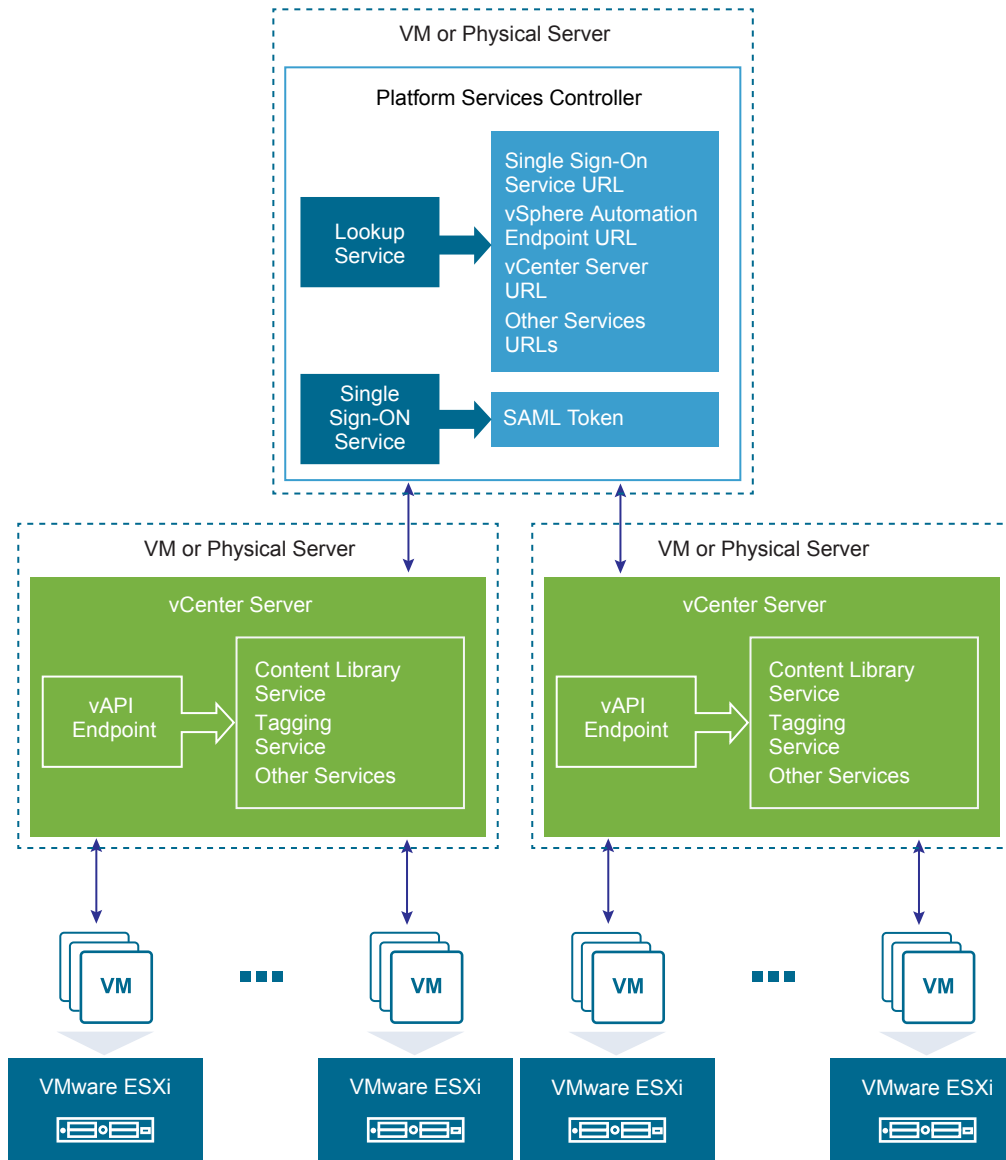 VM or Physical Server
Platform Services Controller
Lookup
Service
Single Sign-On
Service URL
vSphere Automation
Endpoint URL
vCenter Server
URL
Other Services
URLs
Single
Sign-ON
Service
SAML Token
VM or Physical Server
vCenter Server
vAPI
Endpoint
Content Library
Service
Tagging
Service
Other Services
VM or Physical Server
vCenter Server
vAPI
Endpoint
Content Library
Service
Tagging
Service
Other Services
VM
VM
VM
VM
VMware ESXi
VMware ESXi
VMware ESXi
VMware ESXi